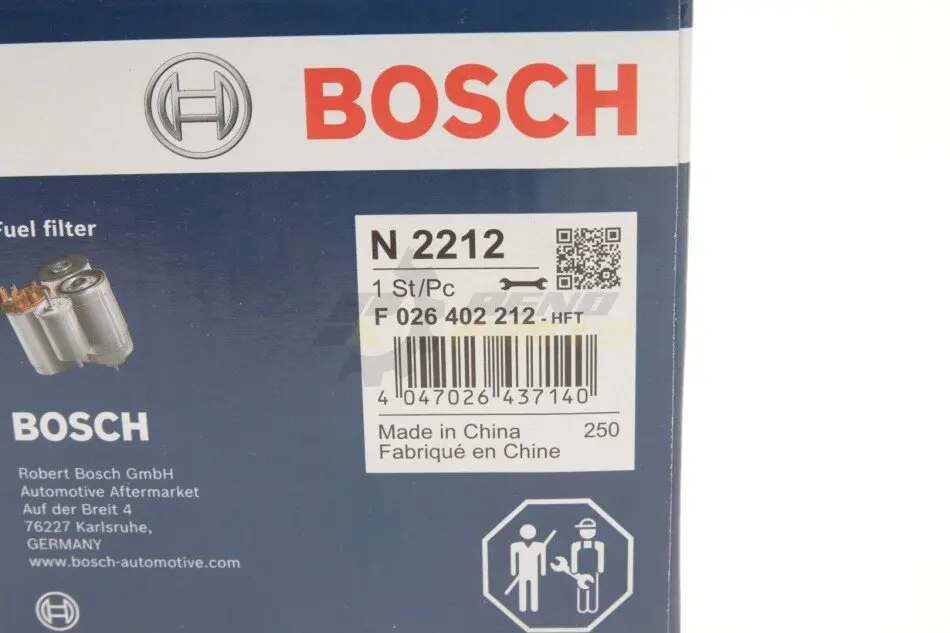 BOSCH
Fuel filter
N 2212
1 St/Pc
F 026 402 212 - HFT
4 047026 437140
Made in China 250
Fabriqué en Chine
BOSCH
Robert Bosch GmbH
Automotive Aftermarket
Auf der Breit 4
76227 Karlsruhe,
GERMANY
www.bosch-automotive.com